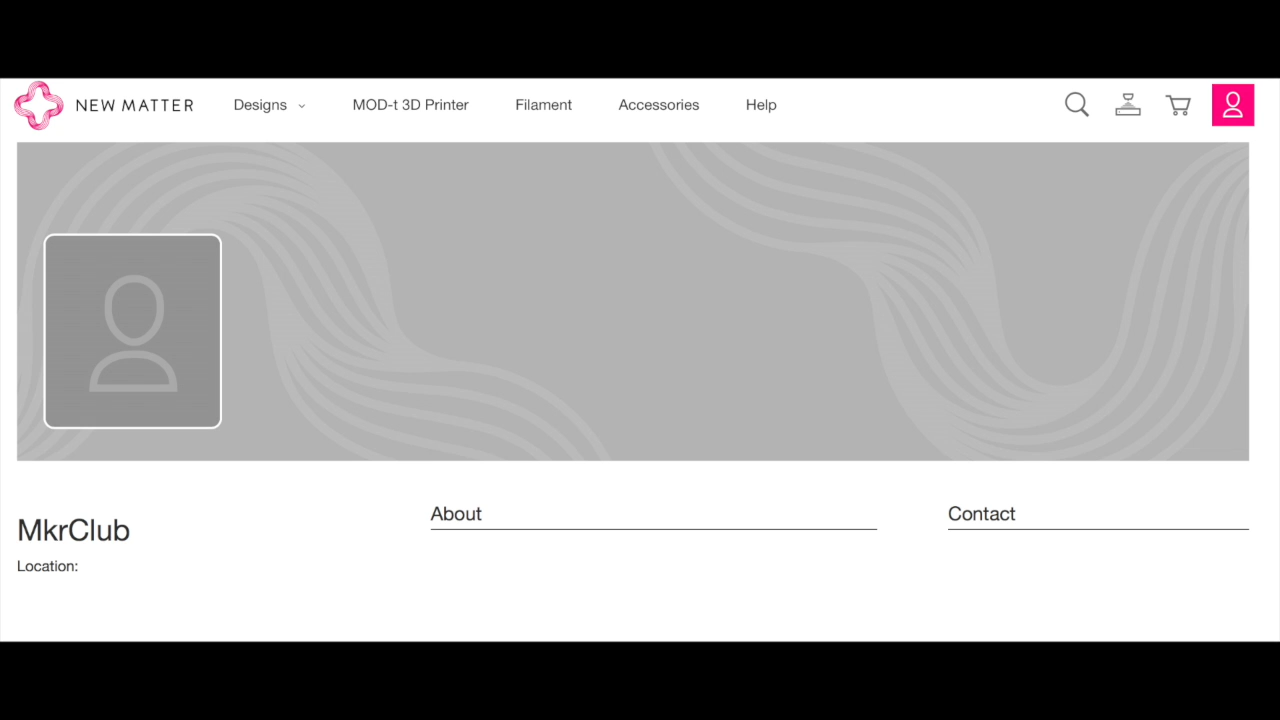 NEW MATTER Designs MOD-t 3D Printer Filament Accessories Help
MkrClub
Location:
About
Contact